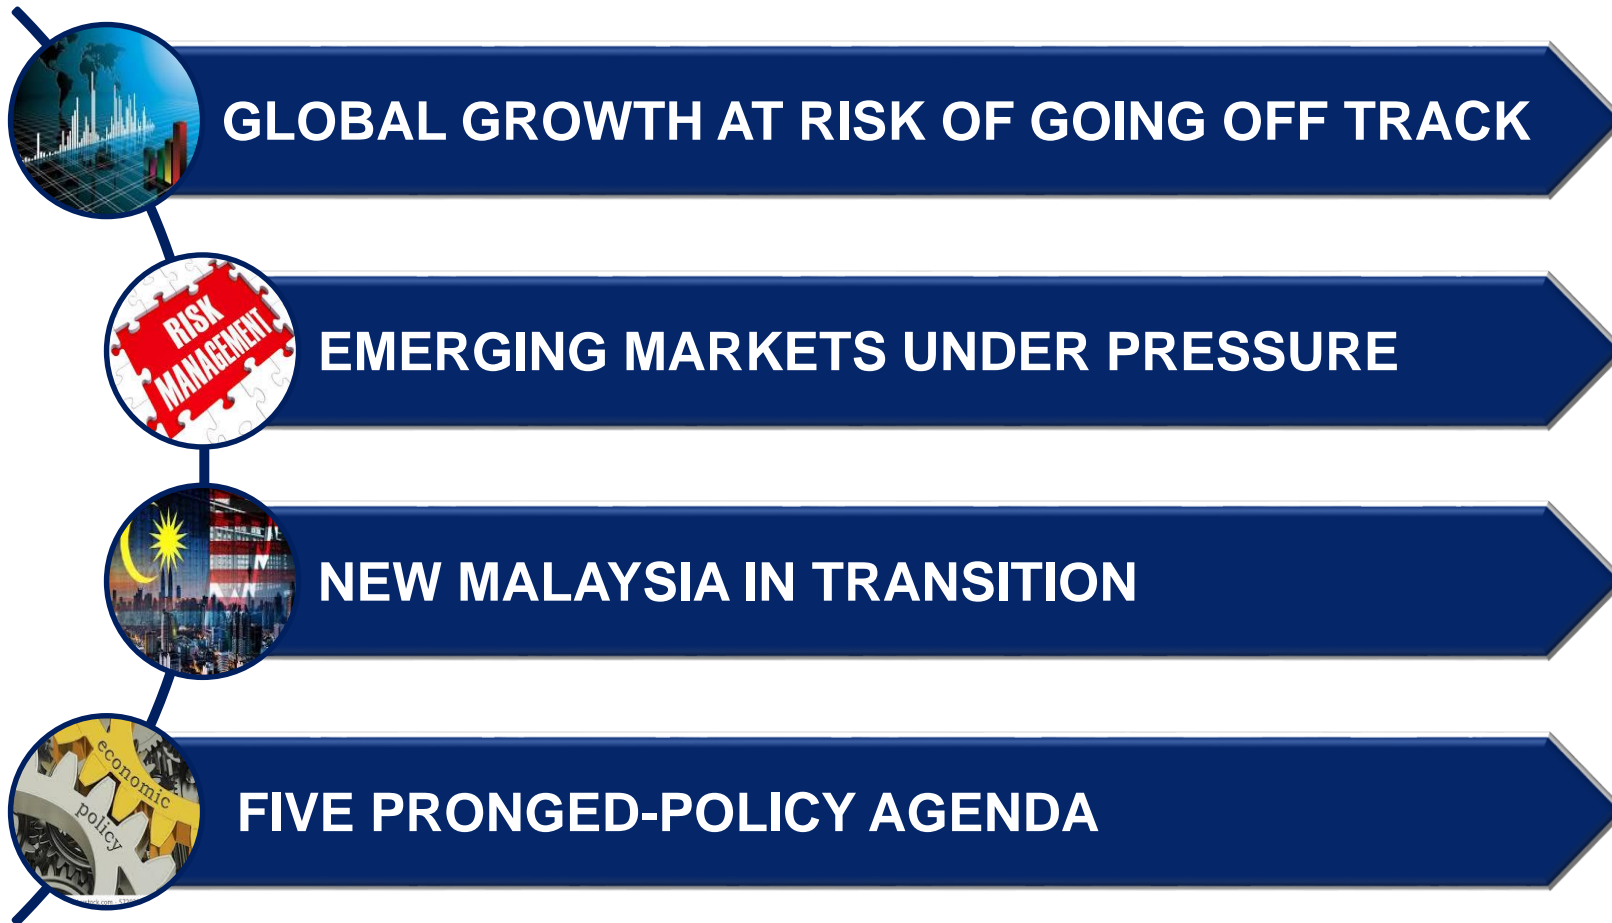 GLOBAL GROWTH AT RISK OF GOING OFF TRACK
RISK
MANAGEMENT
EMERGING MARKETS UNDER PRESSURE
NEW MALAYSIA IN TRANSITION
economic
policy
FIVE PRONGED-POLICY AGENDA